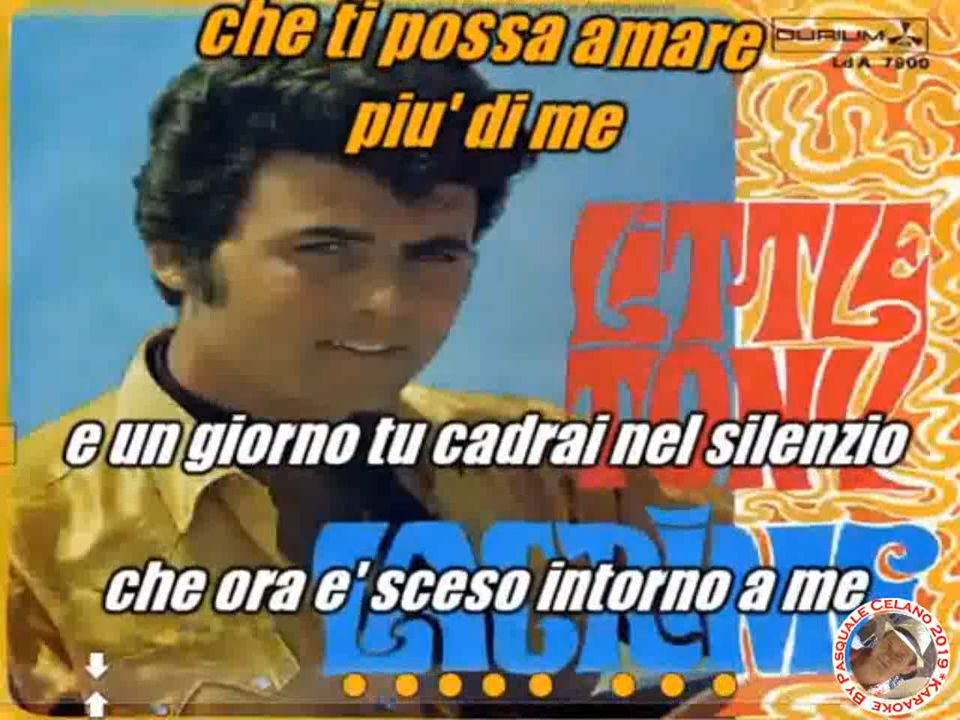 che ti possa amare
DURIUM
Ld A 7900
piu' di me
LITTLE
TONY
e un giorno tu cadrai nel silenzio
LACRIME
che ora e' sceso intorno a me
By Pasquale Celano 2019 * Karaoke